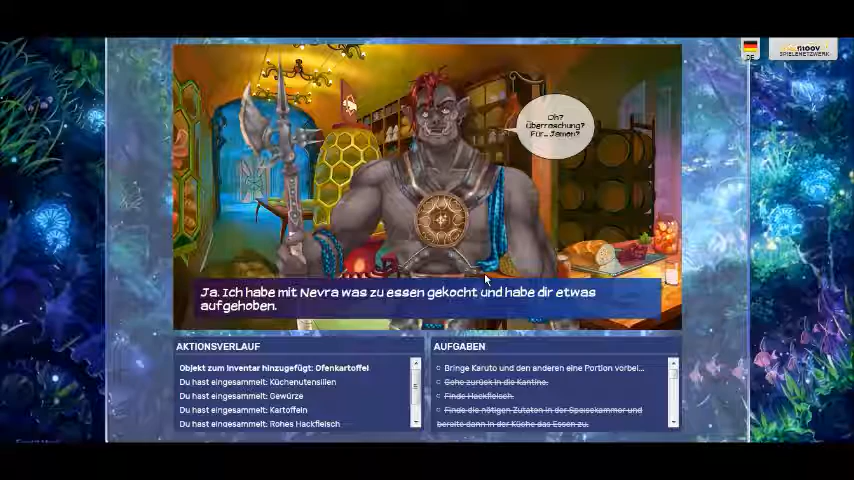 moov
SPIELENETZWERK
DE
Oh?
Überraschung?
Für... Jamon?
Ja. Ich habe mit Nevra was zu essen gekocht und habe dir etwas
aufgehoben.
AKTIONSVERLAUF
Objekt zum Inventar hinzugefügt: Ofenkartoffel
Du hast eingesammelt: Küchenutensilien
Du hast eingesammelt: Gewürze
Du hast eingesammelt: Kartoffeln
Du hast eingesammelt: Rohes Hackfleisch
AUFGABEN
Bringe Karuto und den anderen eine Portion vorbei...
Gehe zurück in die Kantine.
Finde Hackfleisch.
Finde die nötigen Zutaten in der Speisekammer und
bereite dann in der Küche das Essen zu.